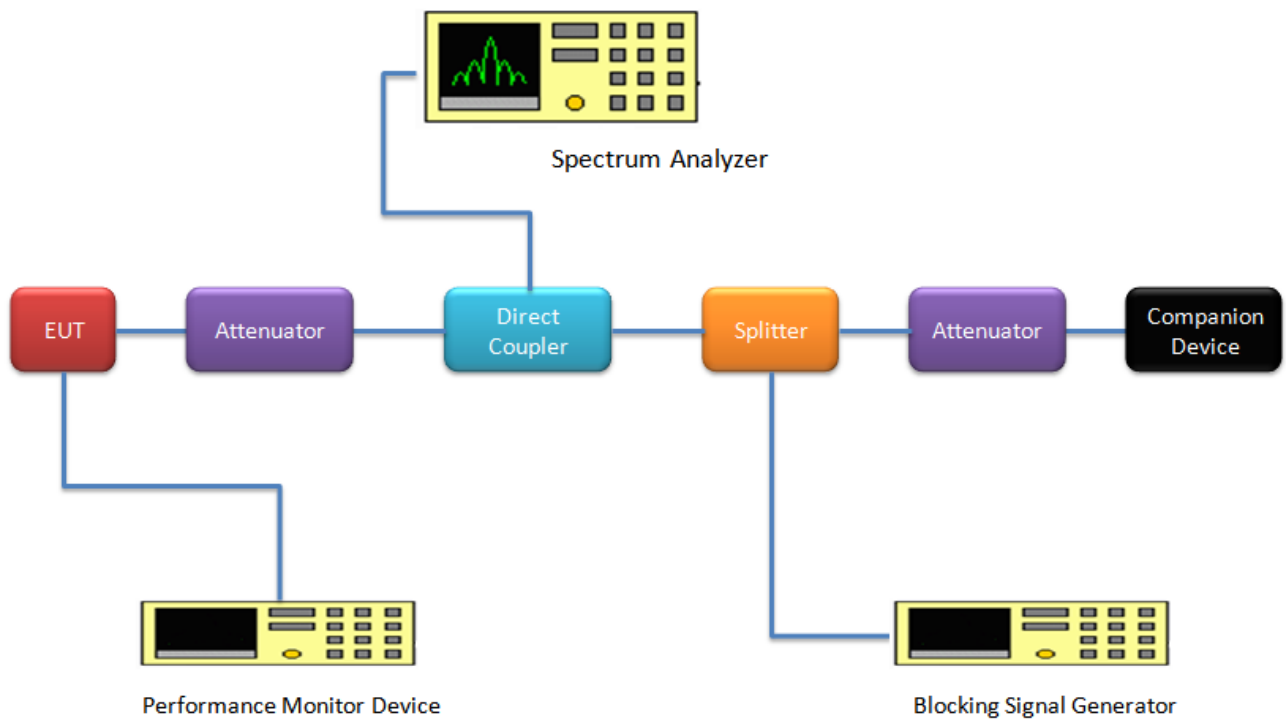 Spectrum Analyzer
EUT
Attenuator
Direct
Coupler
Splitter
Attenuator
Companion
Device
Performance Monitor Device
Blocking Signal Generator